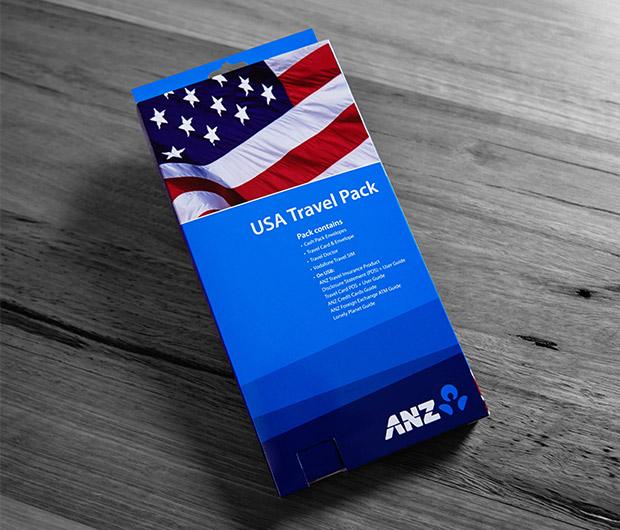 USA Travel Pack
Pack contains
• Cash Pack Envelopes
• Travel Card & Envelope
• Travel Doctor
• Vodafone Travel SIM
• On USB:
ANZ Travel Insurance Product
Disclosure Statement (PDS) + User Guide
Travel Card PDS + User Guide
ANZ Credit Cards Guide
ANZ Foreign Exchange ATM Guide
Lonely Planet Guide
ANZ